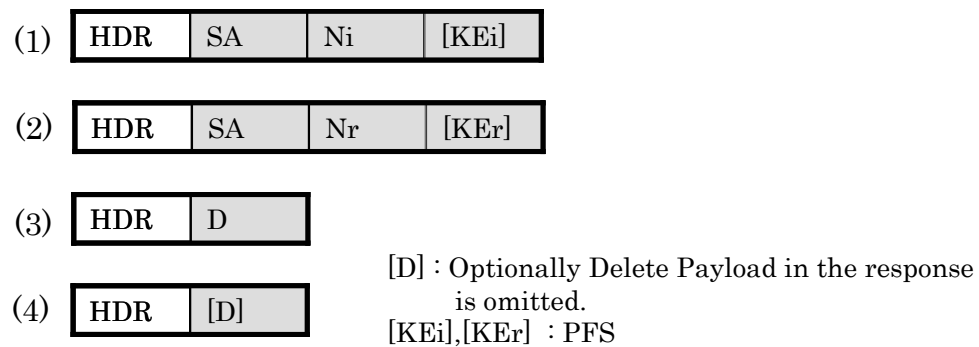 (1) HDR SA Ni [KEi]
(2) HDR SA Nr [KEr]
(3) HDR D
[D] : Optionally Delete Payload in the response
is omitted.
(4) HDR [D]
[KEi],[KEr] : PFS